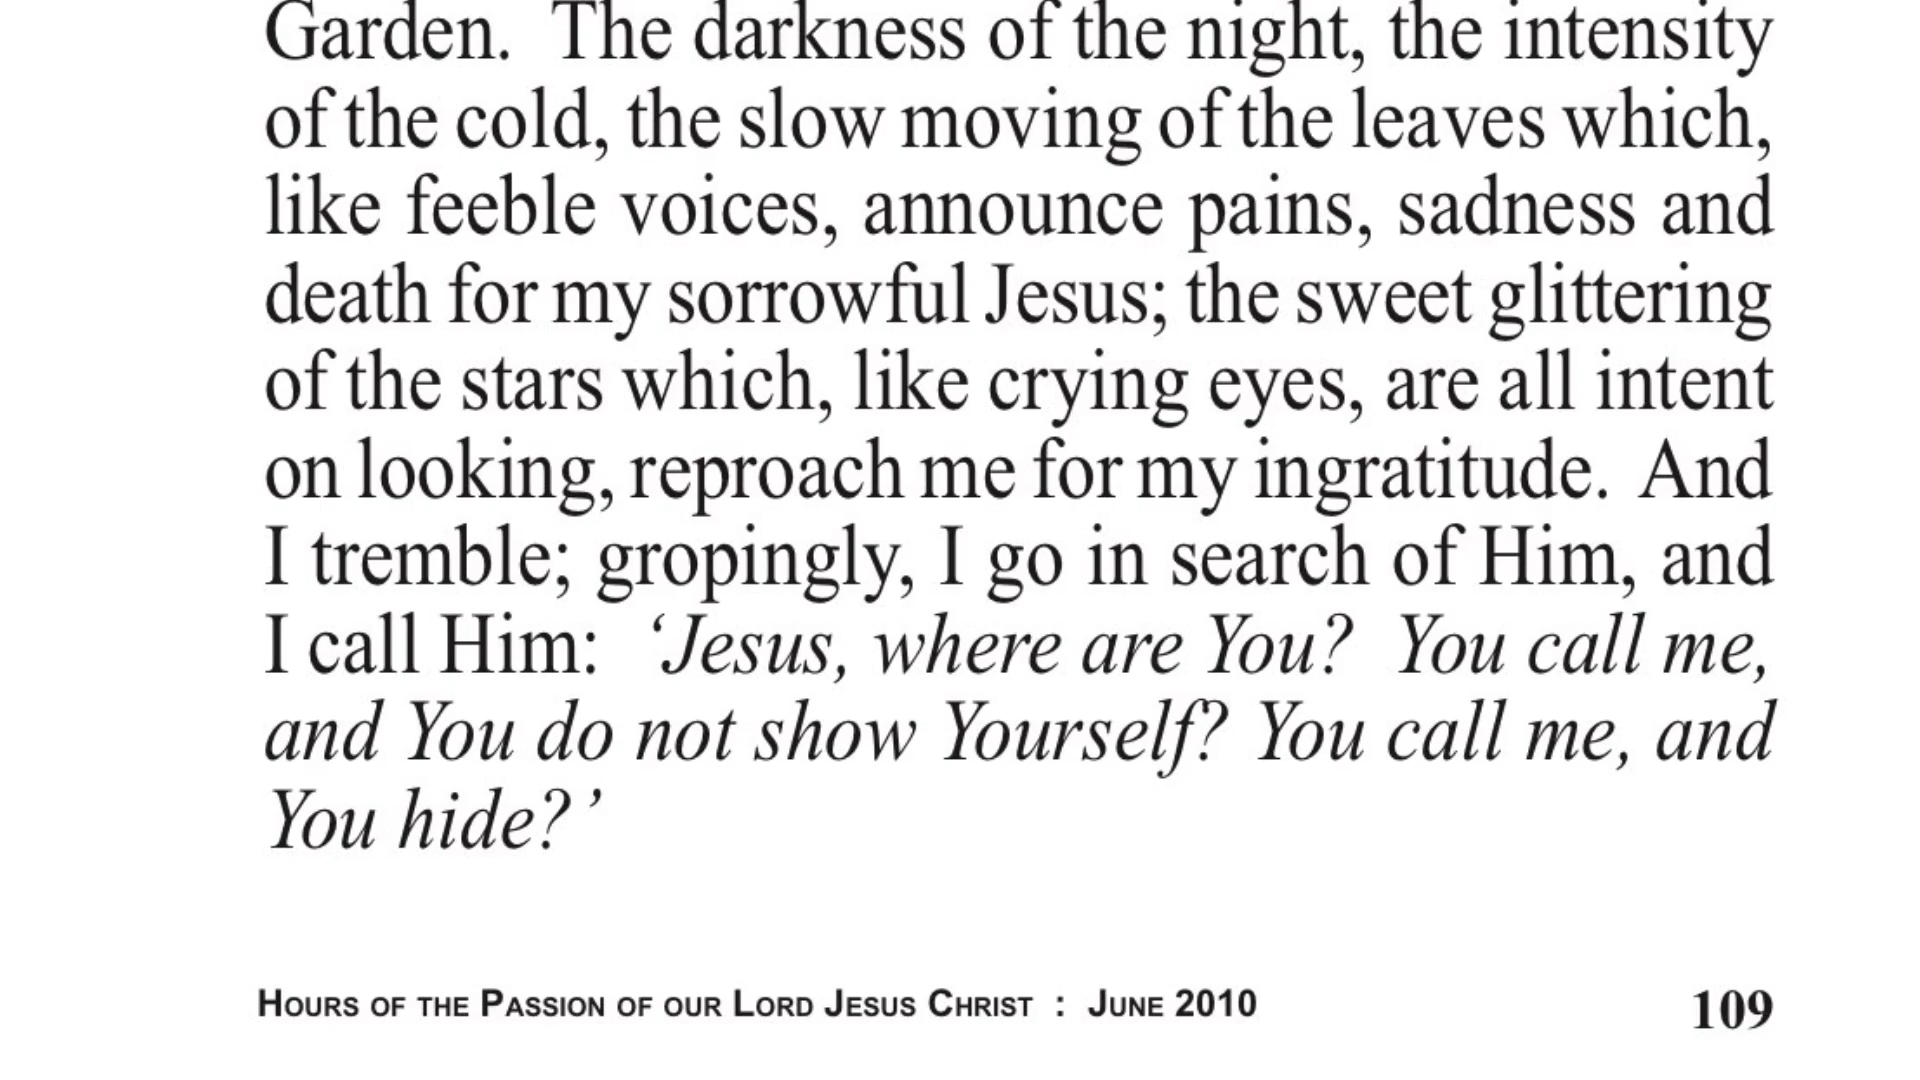 Garden.  The darkness of the night, the intensity
of the cold, the slow moving of the leaves which,
like feeble voices, announce pains, sadness and
death for my sorrowful Jesus; the sweet glittering
of the stars which, like crying eyes, are all intent
on looking, reproach me for my ingratitude.  And
I tremble; gropingly, I go in search of Him, and
I call Him:  ‘Jesus, where are You?  You call me,
and You do not show Yourself? You call me, and
You hide?’
Hours of the Passion of our Lord Jesus Christ : June 2010
109